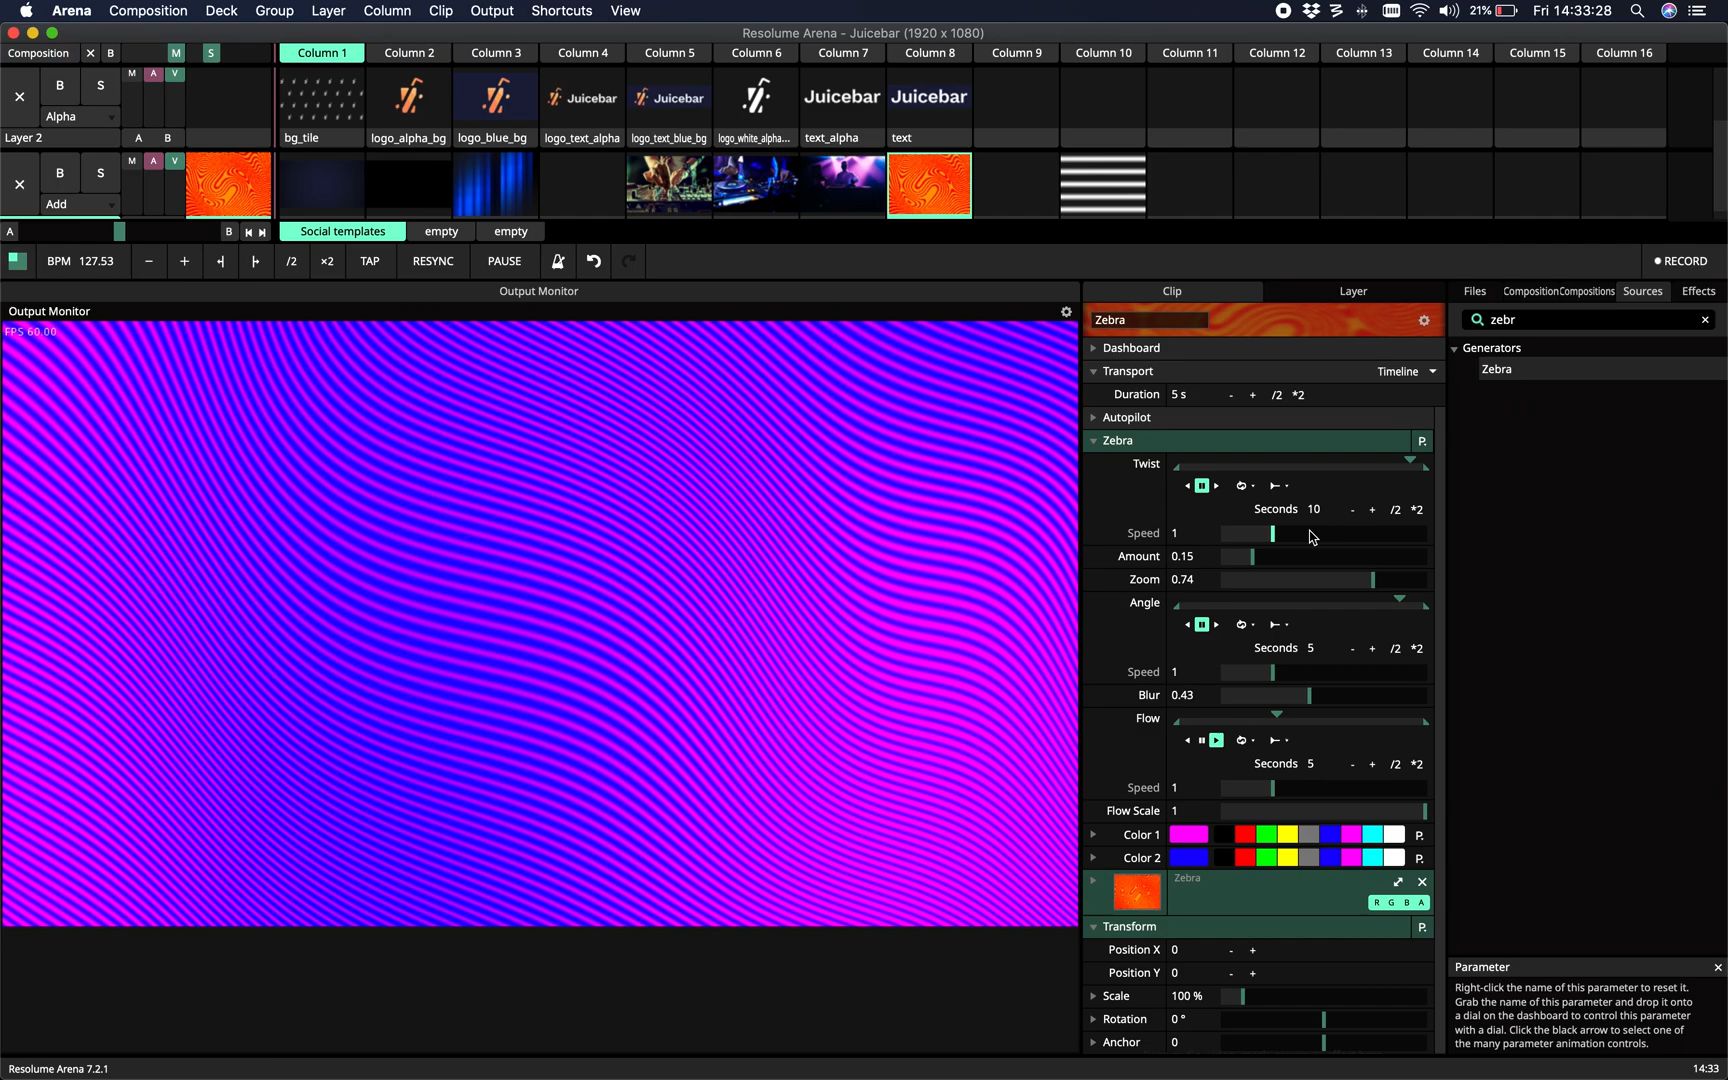 Arena Composition Deck Group Layer Column Clip Output Shortcuts View 21% Fri 14:33:28
Resolume Arena - Juicebar (1920 x 1080)
Composition B M S Column 1 Column 2 Column 3 Column 4 Column 5 Column 6 Column 7 Column 8 Column 9 Column 10 Column 11 Column 12 Column 13 Column 14 Column 15 Column 16
M A V
B S
Juicebar Juicebar Juicebar Juicebar
Alpha
Layer 2 A B bg_tile logo_alpha_bg logo_blue_bg logo_text_alpha logo_text_blue_bg logo_white_alpha... text_alpha text
M A V
B S
Add
A B Social templates empty empty
BPM 127.53 - + /2 ×2 TAP RESYNC PAUSE RECORD
Output Monitor Clip Layer Files CompositionCompositions Sources Effects
Output Monitor
FPS 60.00
Zebra
zebr
Dashboard
Generators
Zebra
Transport Timeline
Duration 5 s - + /2 *2
Autopilot
Zebra P.
Twist
Seconds 10 - + /2 *2
Speed 1
Amount 0.15
Zoom 0.74
Angle
Seconds 5 - + /2 *2
Speed 1
Blur 0.43
Flow
Seconds 5 - + /2 *2
Speed 1
Flow Scale 1
Color 1 P.
Color 2 P.
Zebra
R G B A
Transform P.
Position X 0 - +
Position Y 0 - +
Scale 100 %
Rotation 0 °
Anchor 0
Parameter
Right-click the name of this parameter to reset it.
Grab the name of this parameter and drop it onto
a dial on the dashboard to control this parameter
with a dial. Click the black arrow to select one of
the many parameter animation controls.
Resolume Arena 7.2.1 14:33